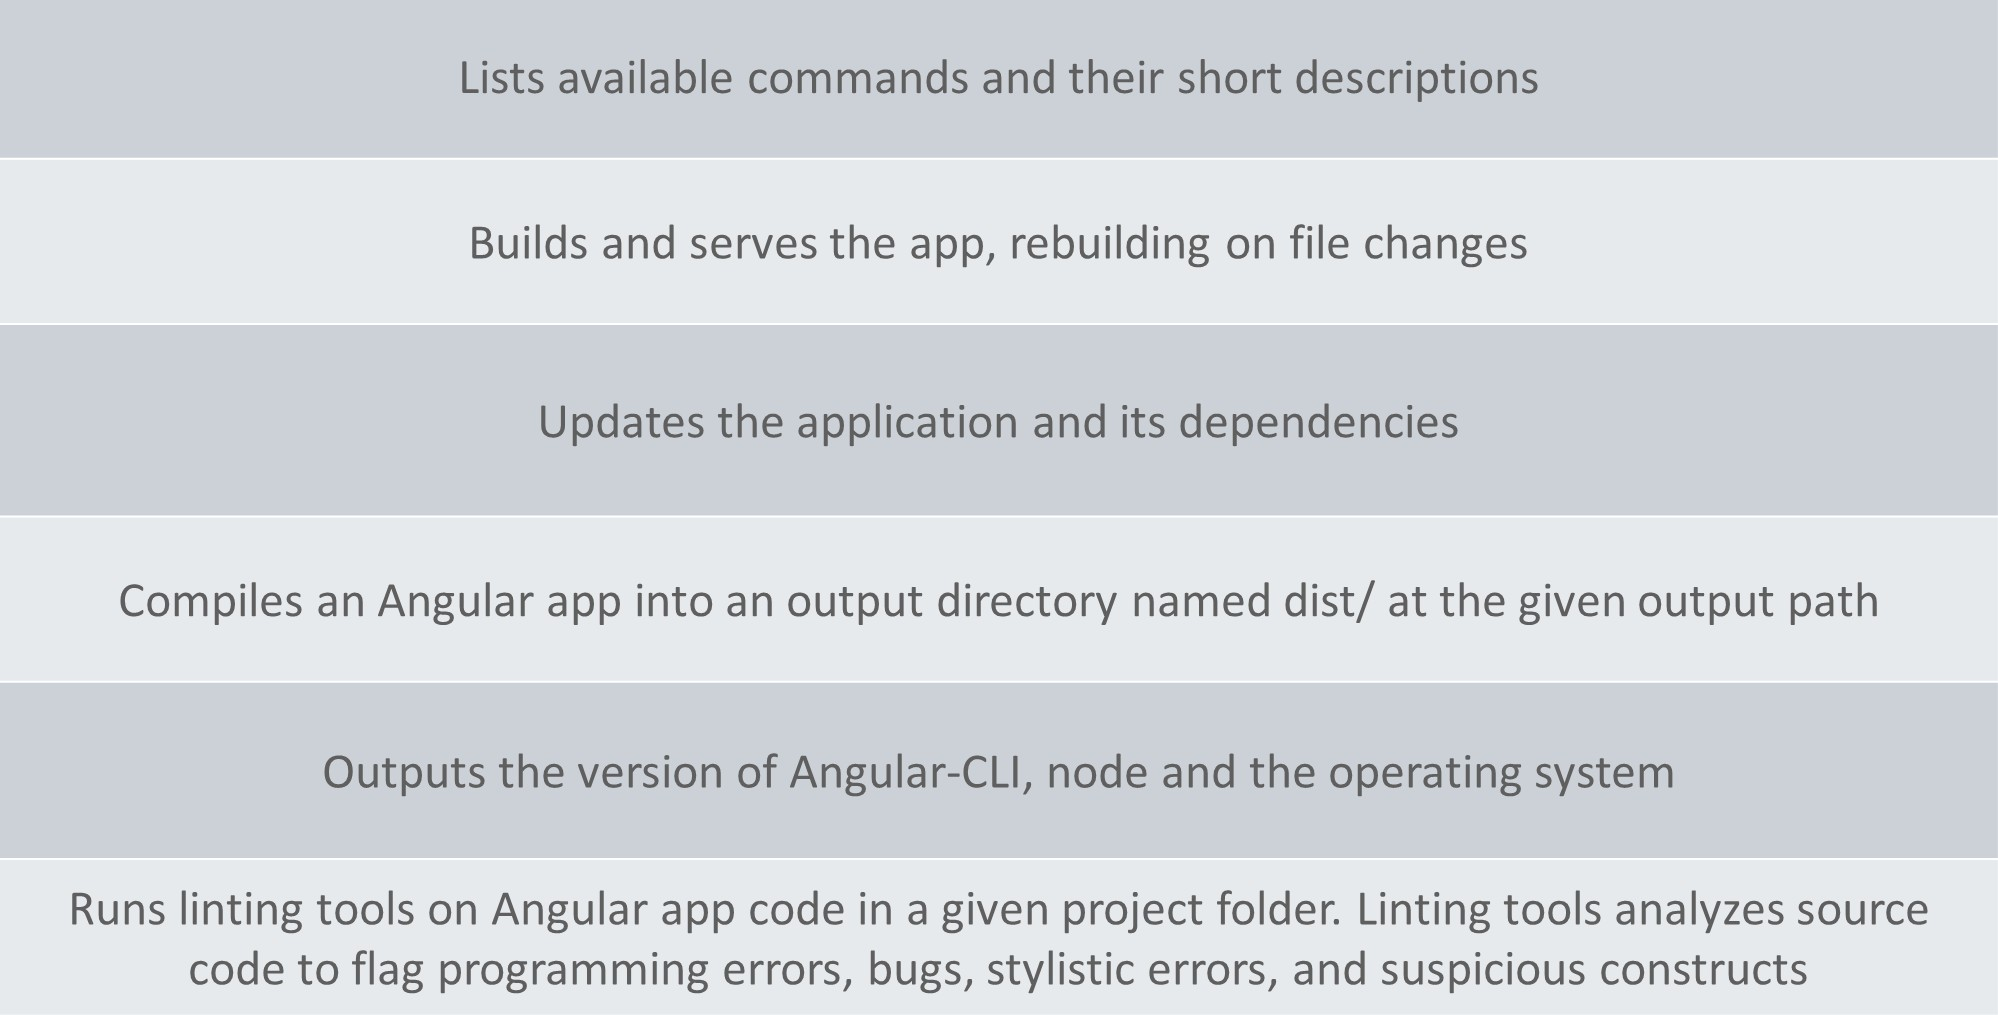 Lists available commands and their short descriptions
Builds and serves the app, rebuilding on file changes
Updates the application and its dependencies
Compiles an Angular app into an output directory named dist/ at the given output path
Outputs the version of Angular-CLI, node and the operating system
Runs linting tools on Angular app code in a given project folder. Linting tools analyzes source
code to flag programming errors, bugs, stylistic errors, and suspicious constructs